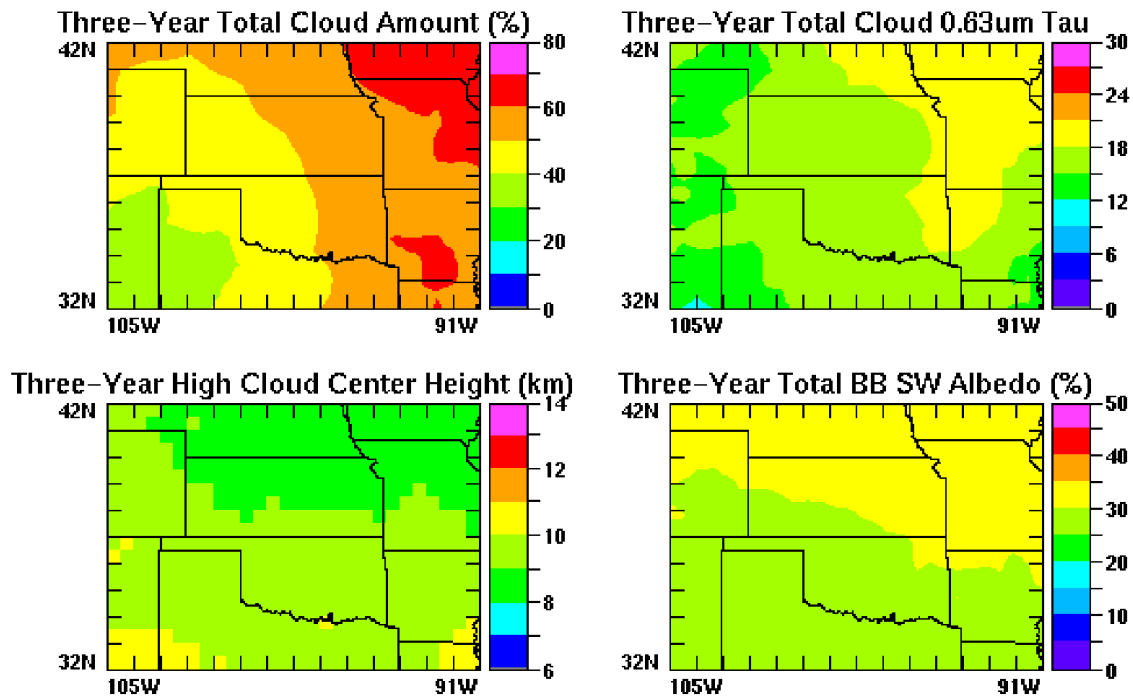 Three-Year Total Cloud Amount (%)
42N
32N
105W
91W
80
60
40
20
0
Three-Year Total Cloud 0.63um Tau
42N
32N
105W
91W
30
24
18
12
6
0
Three-Year High Cloud Center Height (km)
42N
32N
105W
91W
14
12
10
8
6
Three-Year Total BB SW Albedo (%)
42N
32N
105W
91W
50
40
30
20
10
0